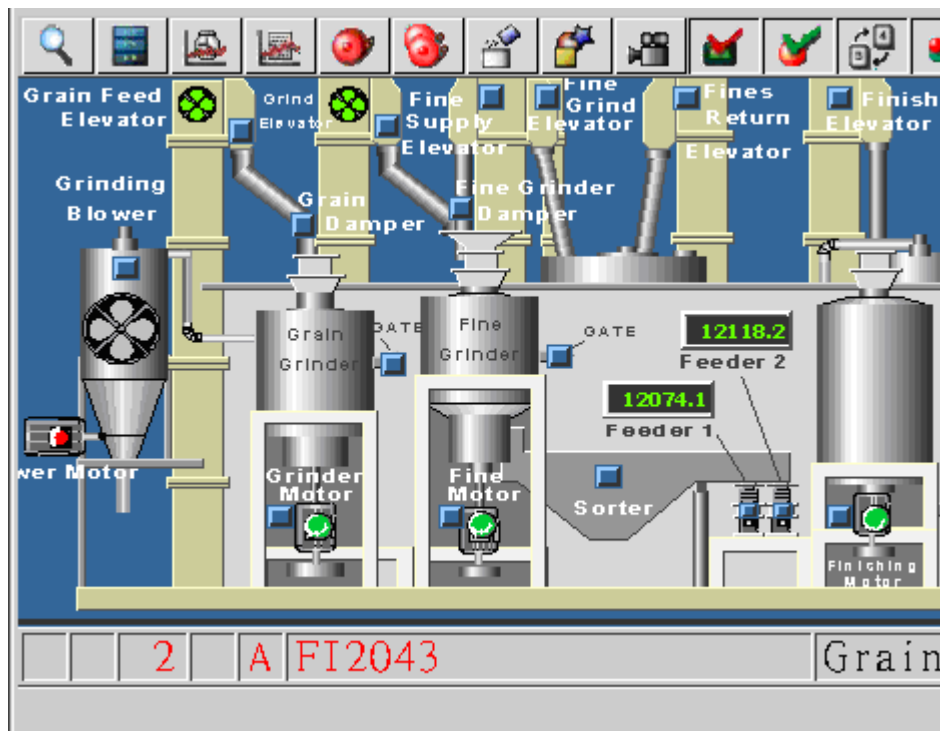 Grain Feed
Elevator
Grind
Elevator
Fine
Supply
Elevator
Fine
Grind
Elevator
Fines
Return
Elevator
Finish
Elevator
Grinding
Blower
Grain
Damper
Fine Grinder
Damper
Grain
Grinder
GATE
Fine
Grinder
GATE
12118.2
Feeder 2
12074.1
Feeder 1
wer Motor
Grinder
Motor
Fine
Motor
Sorter
Finiching
Motor
2 A FI2043 Grain